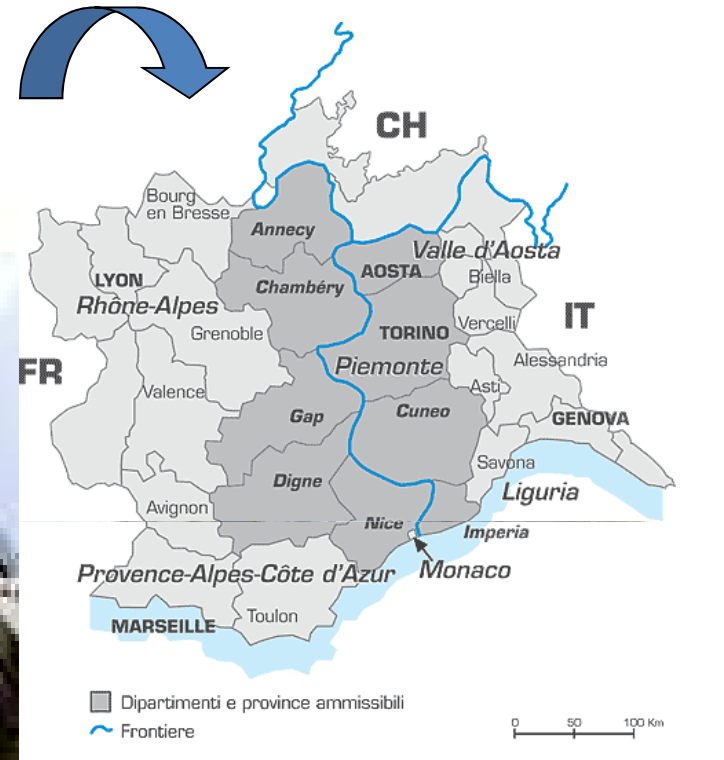 CH
Bourg
en Bresse
Annecy
Valle d'Aosta
AOSTA
Biella
LYON
Chambéry
Rhône-Alpes
IT
Vercelli
Grenoble
TORINO
FR
Piemonte
Alessandria
Valence
Asti
Gap
Cuneo
GENOVA
Savona
Digne
Liguria
Avignon
Nice
Imperia
Provence-Alpes-Côte d'Azur
Monaco
Toulon
MARSEILLE
Dipartimenti e province ammissibili
0 50 100 Km
Frontiere